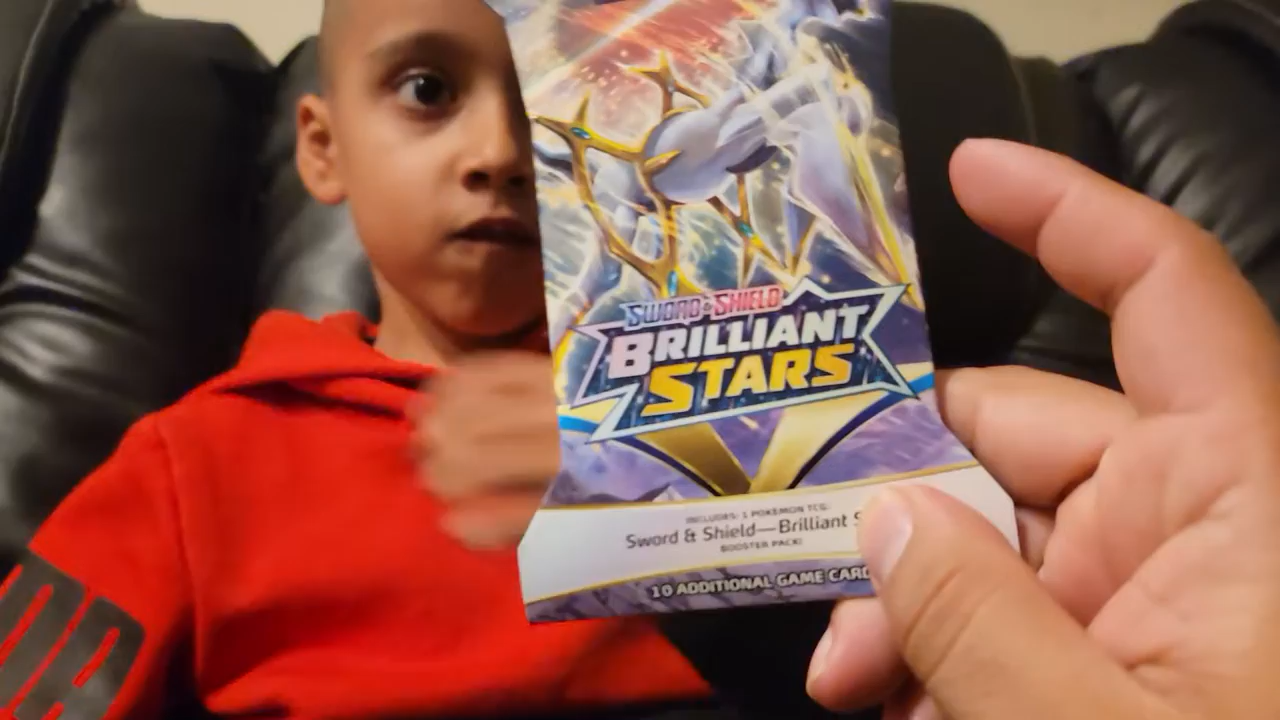 SWORD & SHIELD
BRILLIANT
STARS
INCLUDES: 1 POKEMON TCG:
Sword & Shield—Brilliant S
BOOSTER PACK!
10 ADDITIONAL GAME CARD